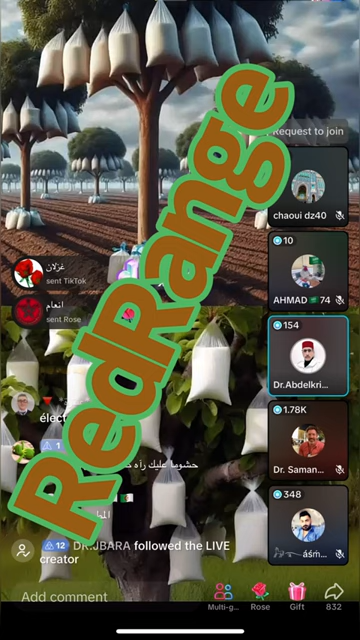 Request to join
RedRange
chaoui dz40
غزلان
sent TikTok
10
AHMAD 74
انعام
sent Rose
154
Dr.Abdelkri...
élect
1.78K
1
حشوما عليك راه
Dr. Saman...
348
12 DR.JBARA followed the LIVE
creator
Add comment
Multi-g... Rose Gift 832